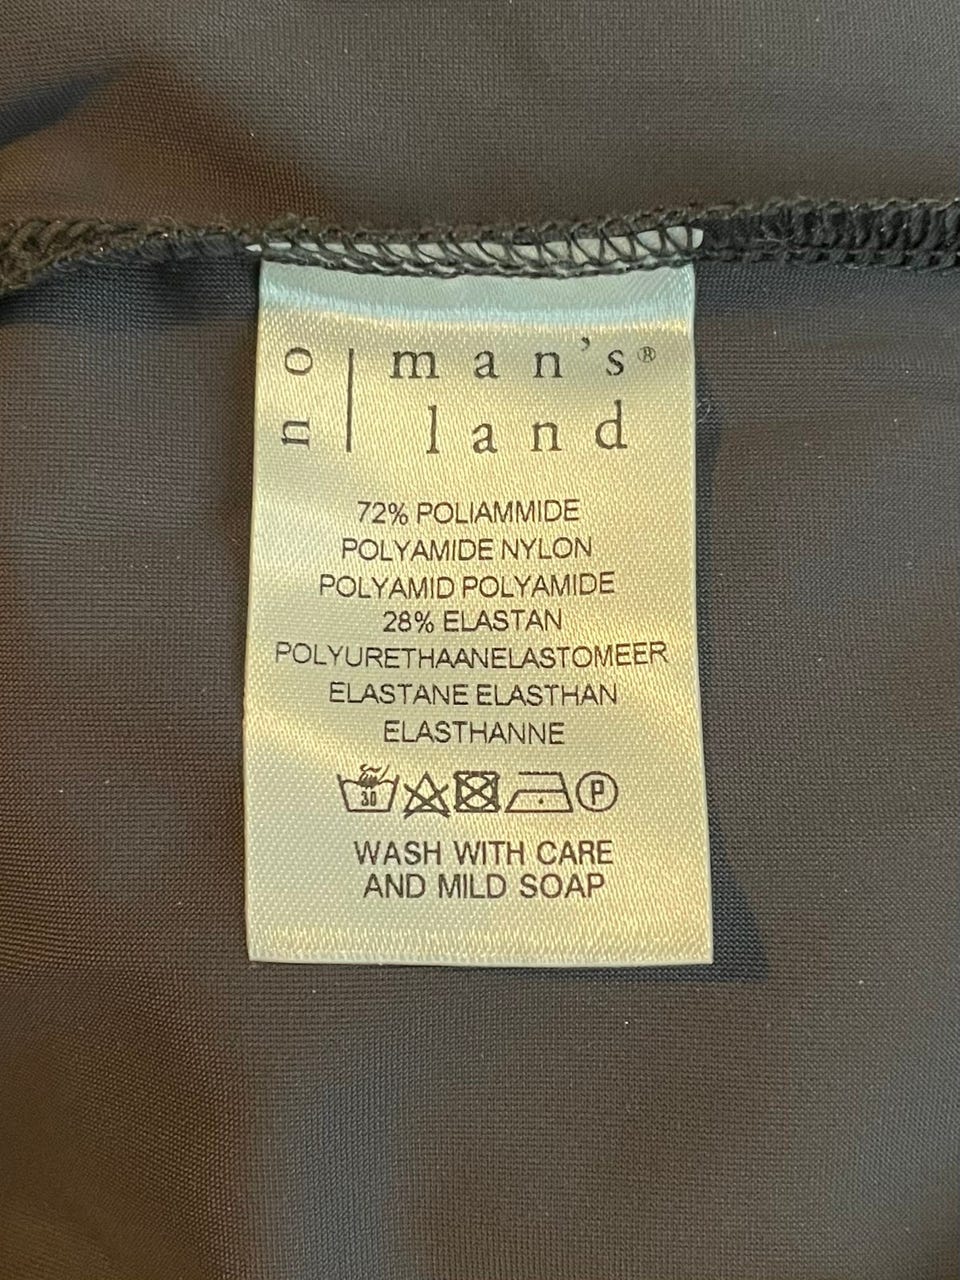 no | man's®
land
72% POLIAMMIDE
POLYAMIDE NYLON
POLYAMID POLYAMIDE
28% ELASTAN
POLYURETHAANELASTOMEER
ELASTANE ELASTHAN
ELASTHANNE
30 P
WASH WITH CARE
AND MILD SOAP